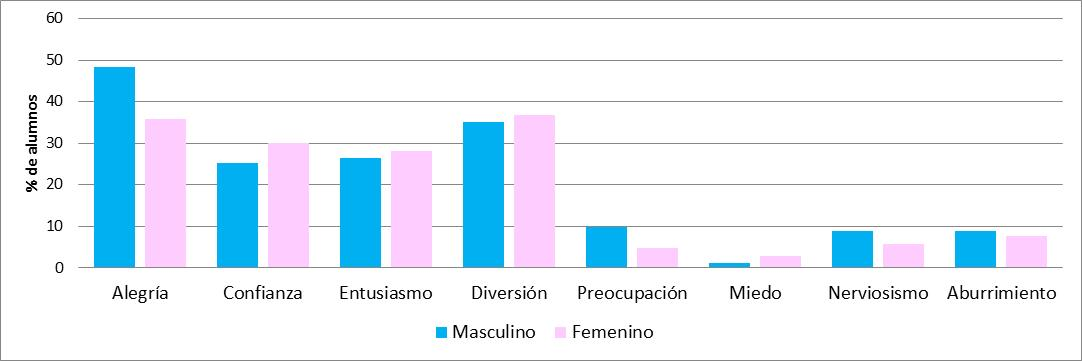 60
50
40
30
20
10
0
% de alumnos
Alegría Confianza Entusiasmo Diversión Preocupación Miedo Nerviosismo Aburrimiento
Masculino Femenino